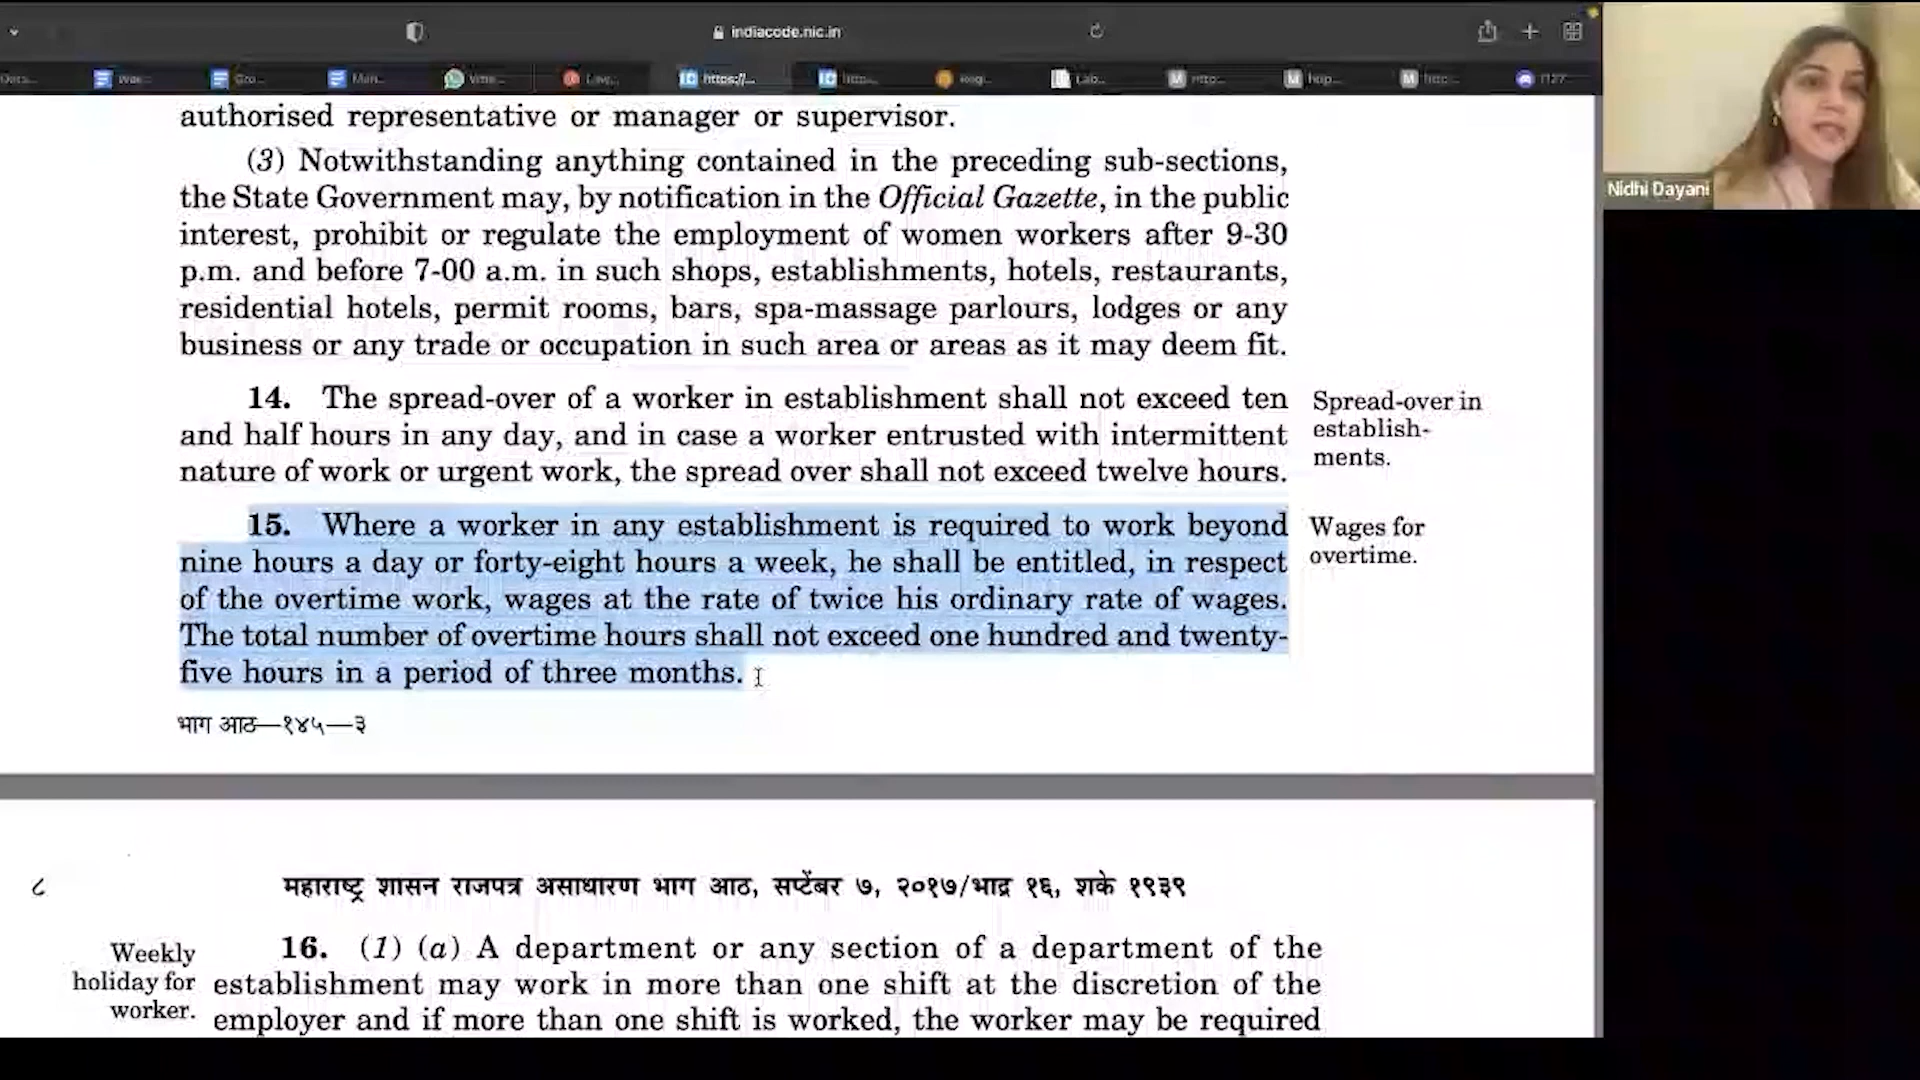 indiacode.nic.in
https://...
Nidhi Dayani
authorised representative or manager or supervisor.
(3) Notwithstanding anything contained in the preceding sub-sections,
the State Government may, by notification in the Official Gazette, in the public
interest, prohibit or regulate the employment of women workers after 9-30
p.m. and before 7-00 a.m. in such shops, establishments, hotels, restaurants,
residential hotels, permit rooms, bars, spa-massage parlours, lodges or any
business or any trade or occupation in such area or areas as it may deem fit.
14. The spread-over of a worker in establishment shall not exceed ten
and half hours in any day, and in case a worker entrusted with intermittent
nature of work or urgent work, the spread over shall not exceed twelve hours.
Spread-over in
establish-
ments.
15. Where a worker in any establishment is required to work beyond
nine hours a day or forty-eight hours a week, he shall be entitled, in respect
of the overtime work, wages at the rate of twice his ordinary rate of wages.
The total number of overtime hours shall not exceed one hundred and twenty-
five hours in a period of three months.
Wages for
overtime.
भाग आठ—१४५—३
८
महाराष्ट्र शासन राजपत्र असाधारण भाग आठ, सप्टेंबर ७, २०१७/भाद्र १६, शके १९३९
Weekly
holiday for
worker.
16. (1) (a) A department or any section of a department of the
establishment may work in more than one shift at the discretion of the
employer and if more than one shift is worked, the worker may be required